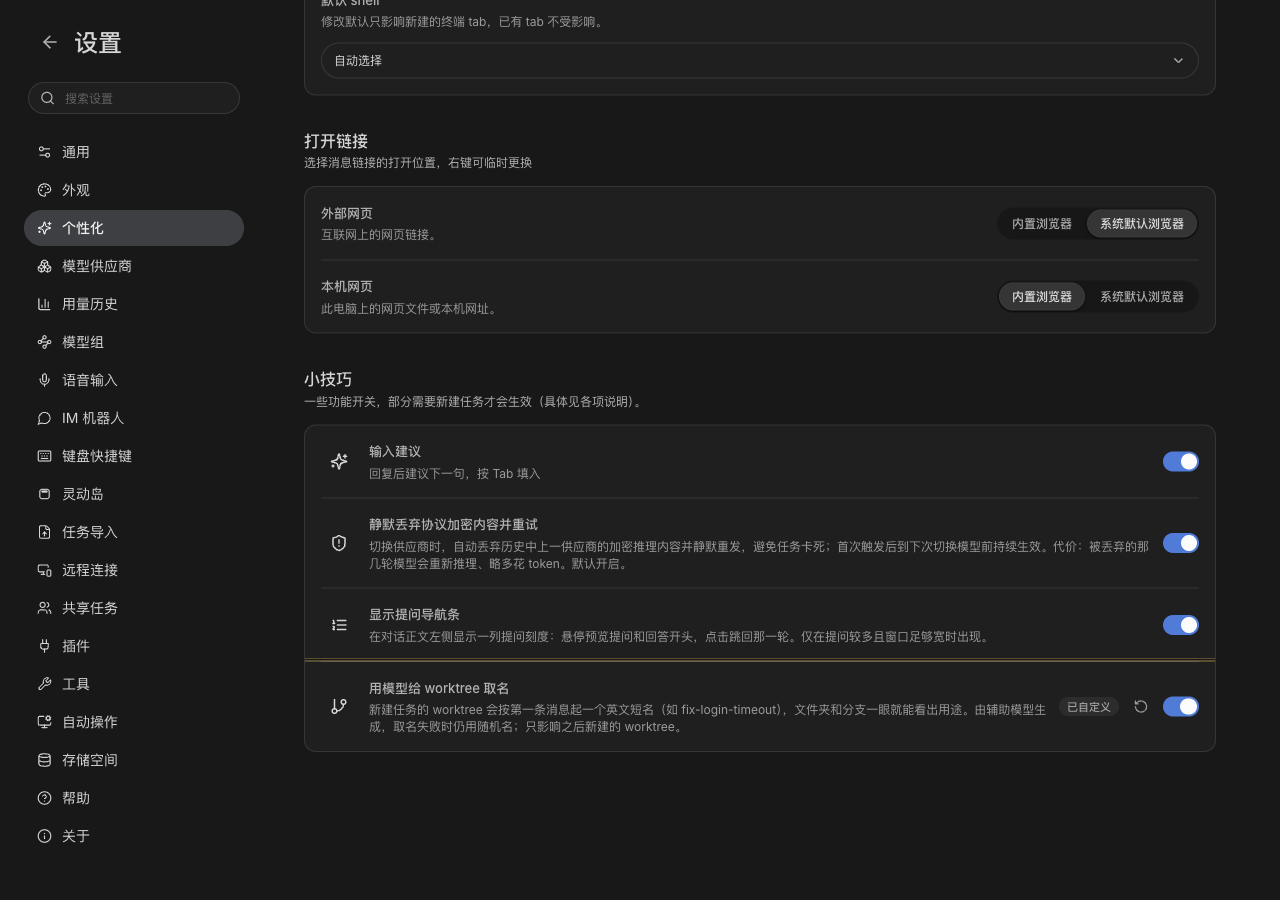 设置
搜索设置
通用
外观
个性化
模型供应商
用量历史
模型组
语音输入
IM 机器人
键盘快捷键
灵动岛
任务导入
远程连接
共享任务
插件
工具
自动操作
存储空间
帮助
关于
默认 shell
修改默认只影响新建的终端 tab，已有 tab 不受影响。
自动选择
打开链接
选择消息链接的打开位置，右键可临时更换
外部网页
互联网上的网页链接。
内置浏览器 系统默认浏览器
本机网页
此电脑上的网页文件或本机网址。
内置浏览器 系统默认浏览器
小技巧
一些功能开关，部分需要新建任务才会生效（具体见各项说明）。
输入建议
回复后建议下一句，按 Tab 填入
静默丢弃协议加密内容并重试
切换供应商时，自动丢弃历史中上一供应商的加密推理内容并静默重发，避免任务卡死；首次触发后到下次切换模型前持续生效。代价：被丢弃的那
几轮模型会重新推理、略多花 token。默认开启。
显示提问导航条
在对话正文左侧显示一列提问刻度：悬停预览提问和回答开头，点击跳回那一轮。仅在提问较多且窗口足够宽时出现。
用模型给 worktree 取名
新建任务的 worktree 会按第一条消息起一个英文短名（如 fix-login-timeout），文件夹和分支一眼就能看出用途。由辅助模型生
成，取名失败时仍用随机名；只影响之后新建的 worktree。
已自定义